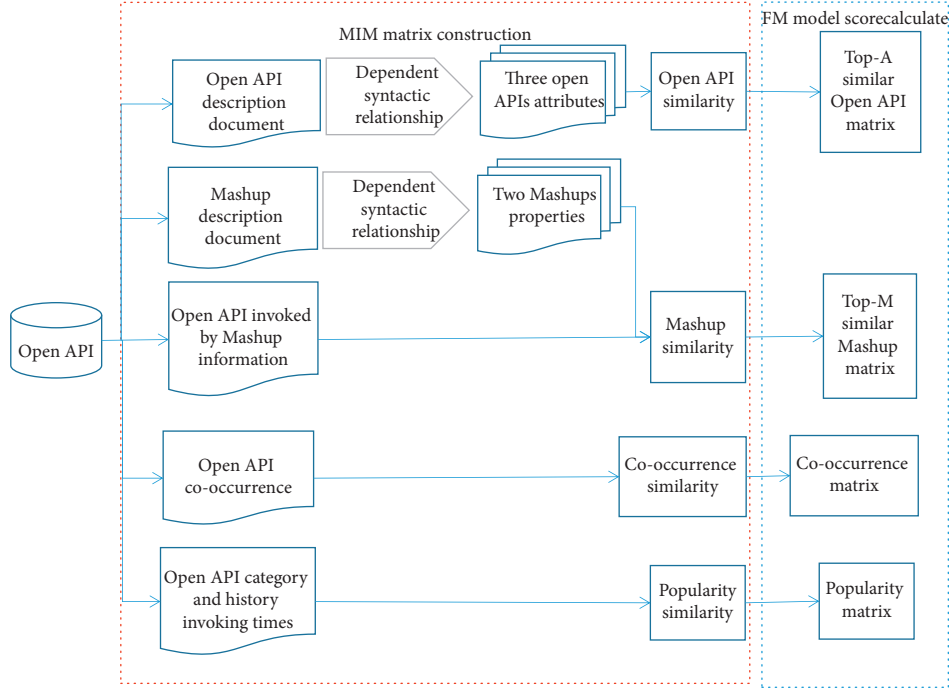 FM model scorecalculate
MIM matrix construction
Open API
description
document
Dependent
syntactic
relationship
Three open
APIs attributes
Open API
similarity
Top-A
similar
Open API
matrix
Mashup
description
document
Dependent
syntactic
relationship
Two Mashups
properties
Open API
Open API invoked
by Mashup
information
Mashup
similarity
Top-M
similar
Mashup
matrix
Open API
co-occurrence
Co-occurrence
similarity
Co-occurrence
matrix
Open API category
and history
invoking times
Popularity
similarity
Popularity
matrix